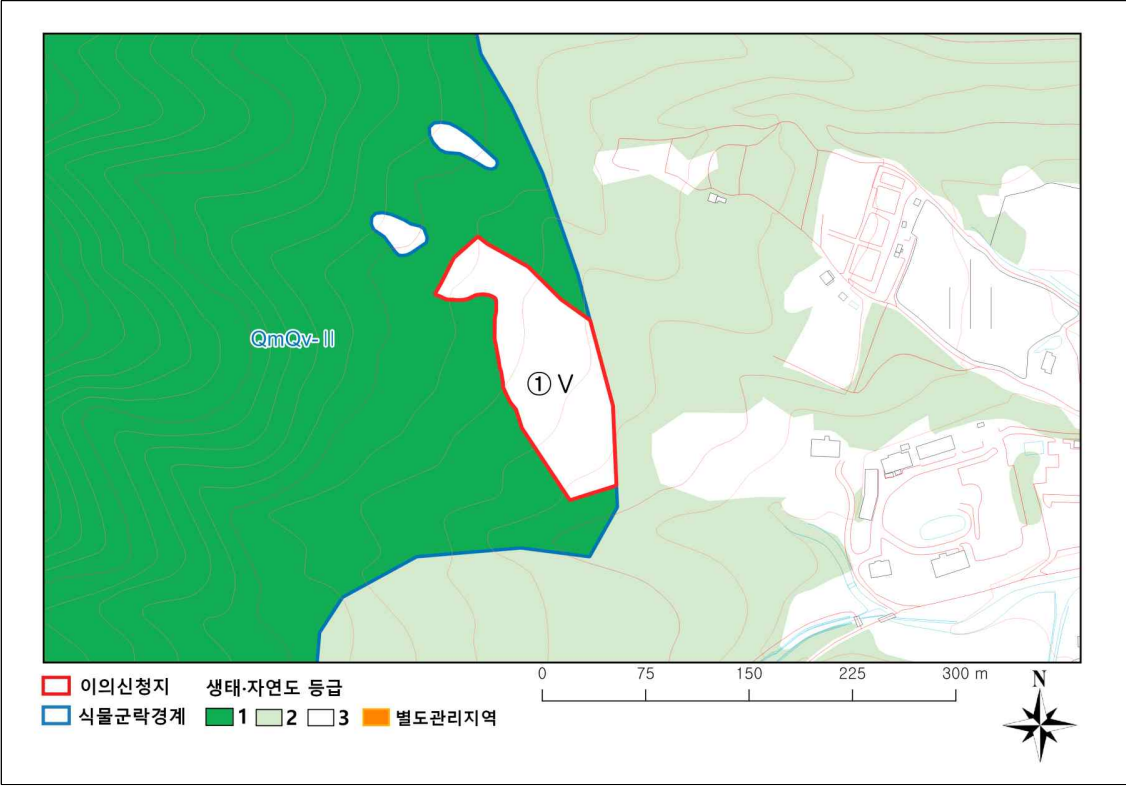 QmQv-Ⅱ
① V
0 75 150 225 300 m
N
이의신청지 생태·자연도 등급
식물군락경계 1 2 3 별도관리지역